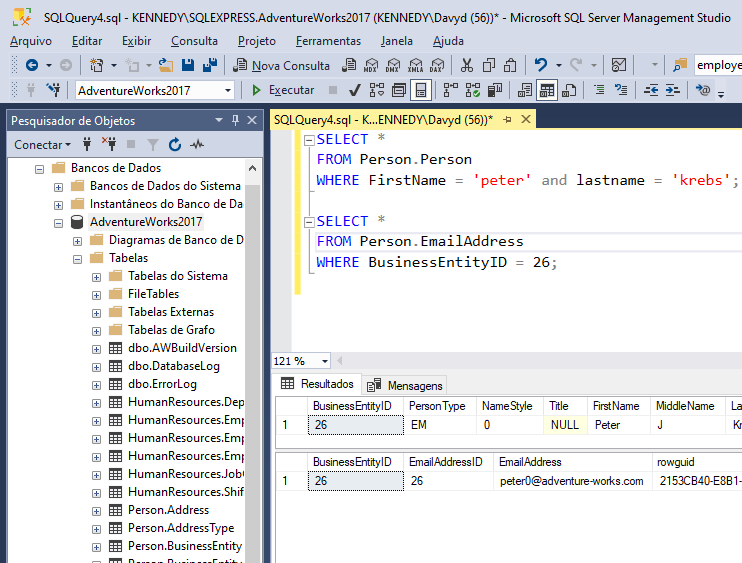 SQLQuery4.sql - KENNEDY\SQLEXPRESS.AdventureWorks2017 (KENNEDY\Davyd (56))* - Microsoft SQL Server Management Studio
Arquivo Editar Exibir Consulta Projeto Ferramentas Janela Ajuda
Nova Consulta MDX DMX XMLA DAX employe
AdventureWorks2017 Executar
Pesquisador de Objetos
Conectar
Bancos de Dados
Bancos de Dados do Sistema
Instantâneos do Banco de Da
AdventureWorks2017
Diagramas de Banco de D
Tabelas
Tabelas do Sistema
FileTables
Tabelas Externas
Tabelas de Grafo
dbo.AWBuildVersion
dbo.DatabaseLog
dbo.ErrorLog
HumanResources.Dep
HumanResources.Emp
HumanResources.Emp
HumanResources.Emp
HumanResources.JobC
HumanResources.Shif
Person.Address
Person.AddressType
Person.BusinessEntity
SQLQuery4.sql - K...ENNEDY\Davyd (56))*
SELECT *
FROM Person.Person
WHERE FirstName = 'peter' and lastname = 'krebs';
SELECT *
FROM Person.EmailAddress
WHERE BusinessEntityID = 26;
121 %
Resultados Mensagens
BusinessEntityID PersonType NameStyle Title FirstName MiddleName La
1 26 EM 0 NULL Peter J Kr
BusinessEntityID EmailAddressID EmailAddress rowguid
1 26 26 peter0@adventure-works.com 2153CB40-E8B1-